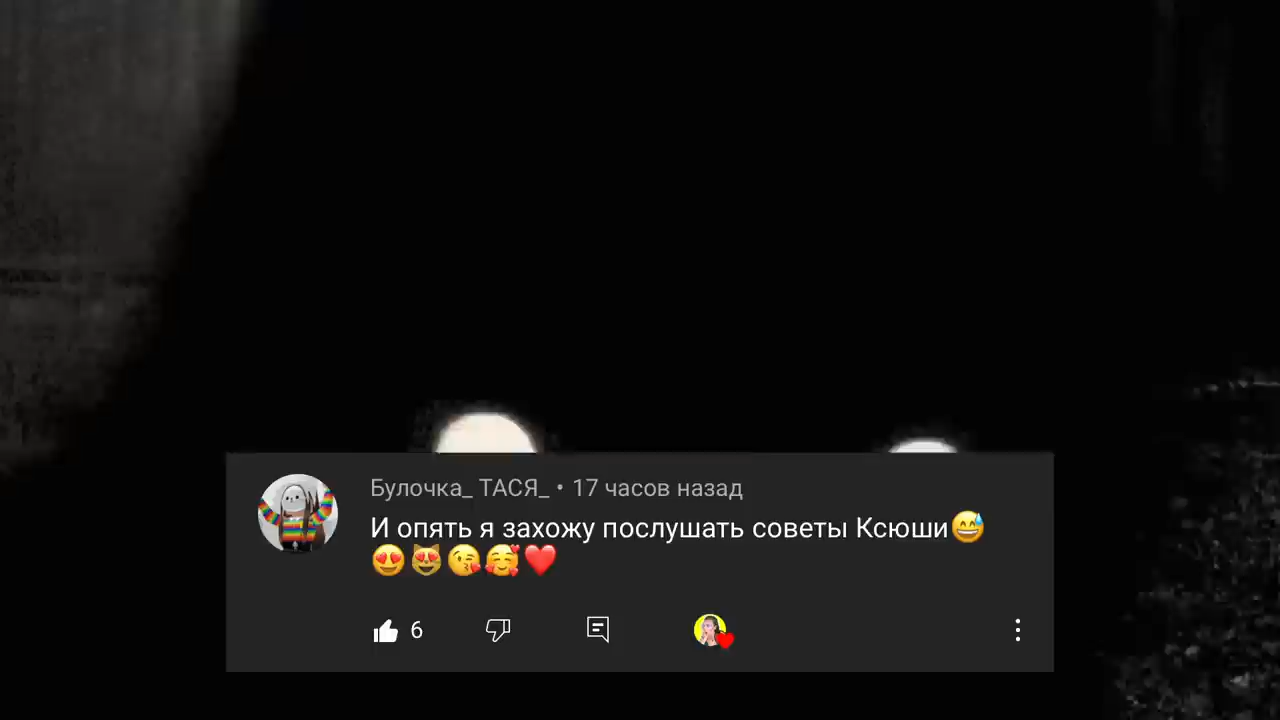 Булочка_ ТАСЯ_ • 17 часов назад
И опять я захожу послушать советы Ксюши😅
😍😻😘🥰❤️
6